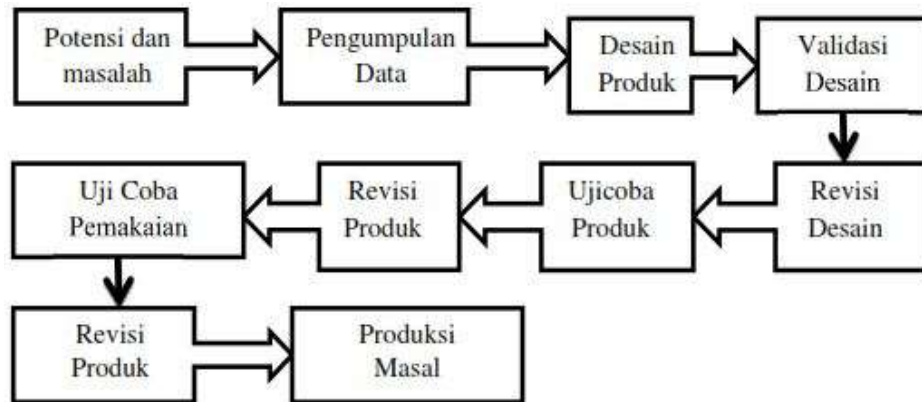 Potensi dan
masalah
Pengumpulan
Data
Desain
Produk
Validasi
Desain
Revisi
Desain
Ujicoba
Produk
Revisi
Produk
Uji Coba
Pemakaian
Revisi
Produk
Produksi
Masal